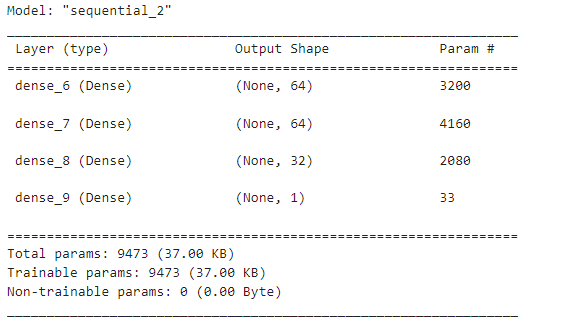 Model: "sequential_2"
_________________________________________________________________
 Layer (type)                Output Shape              Param #
=================================================================
 dense_6 (Dense)             (None, 64)                3200
 dense_7 (Dense)             (None, 64)                4160
 dense_8 (Dense)             (None, 32)                2080
 dense_9 (Dense)             (None, 1)                 33
=================================================================
Total params: 9473 (37.00 KB)
Trainable params: 9473 (37.00 KB)
Non-trainable params: 0 (0.00 Byte)
_________________________________________________________________